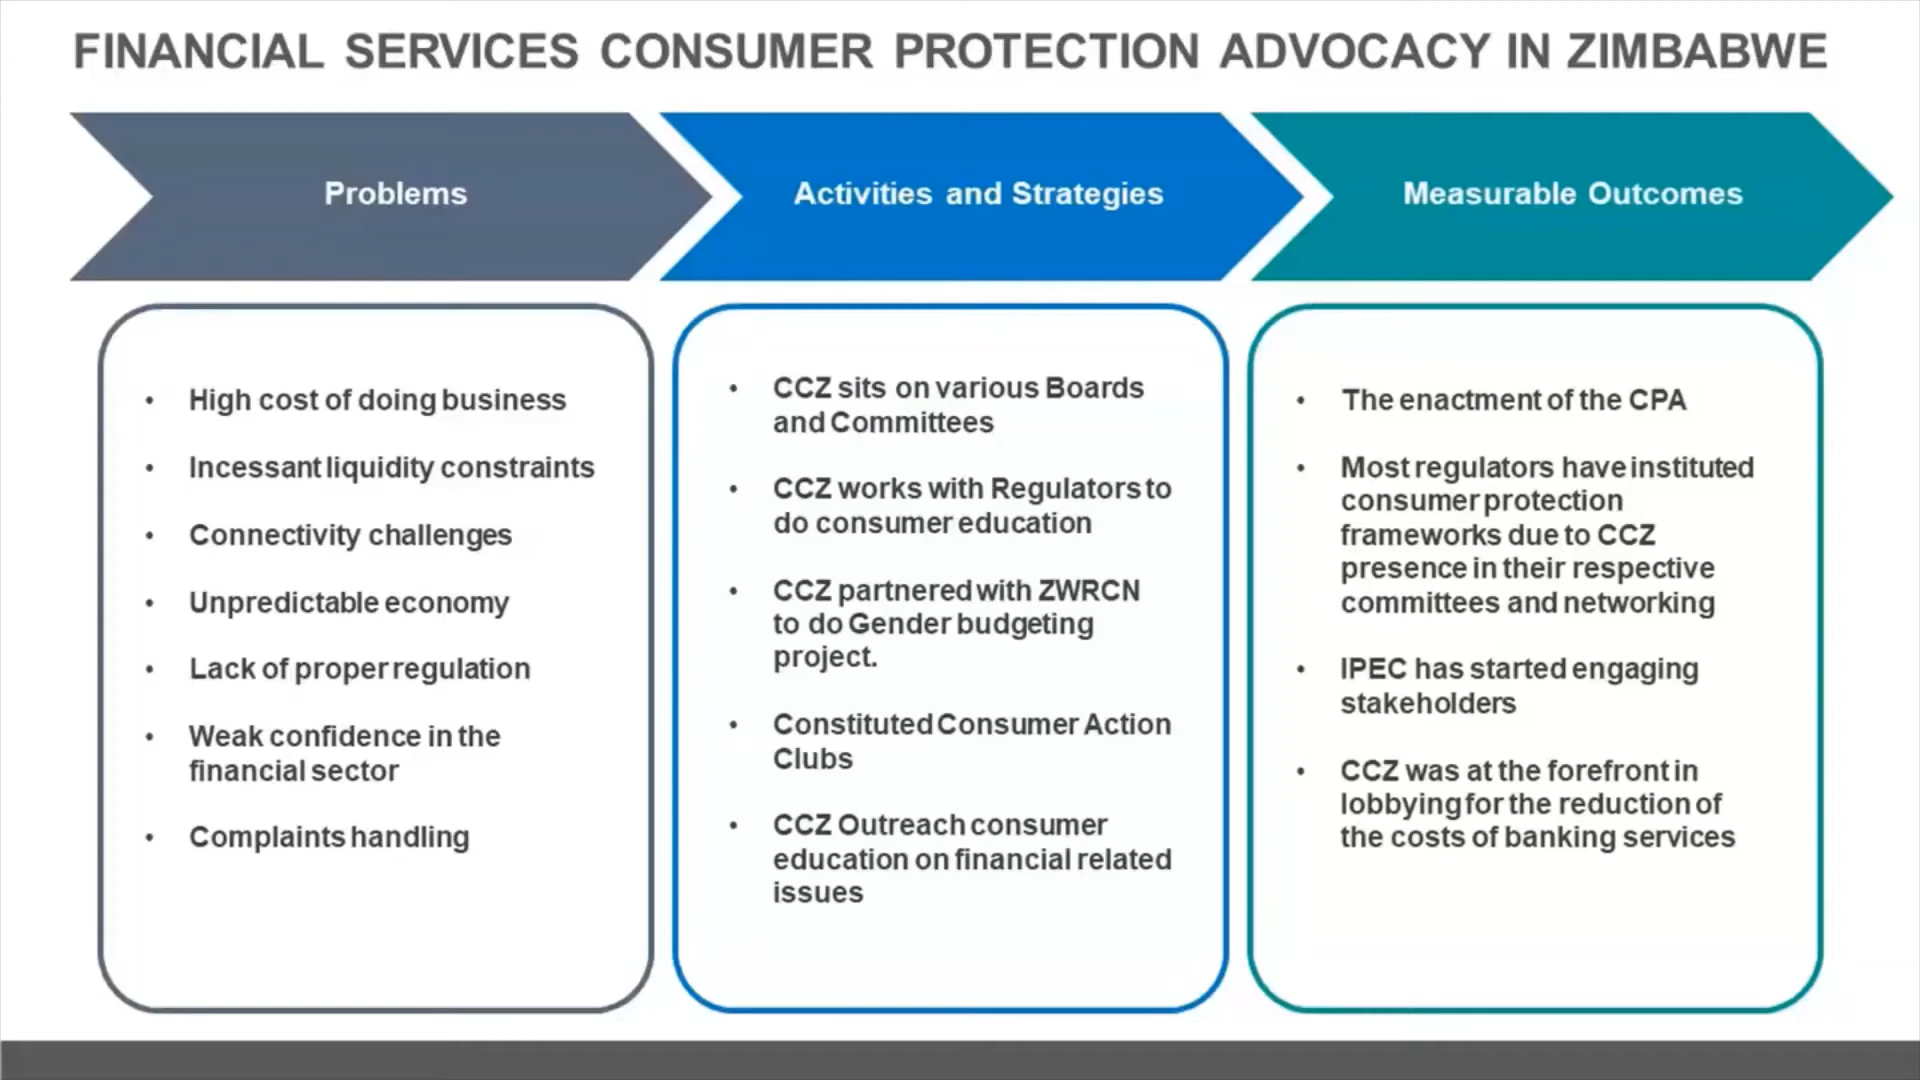 FINANCIAL SERVICES CONSUMER PROTECTION ADVOCACY IN ZIMBABWE
Problems
Activities and Strategies
Measurable Outcomes
• High cost of doing business
• Incessant liquidity constraints
• Connectivity challenges
• Unpredictable economy
• Lack of proper regulation
• Weak confidence in the
financial sector
• Complaints handling
• CCZ sits on various Boards
and Committees
• CCZ works with Regulators to
do consumer education
• CCZ partnered with ZWRCN
to do Gender budgeting
project.
• Constituted Consumer Action
Clubs
• CCZ Outreach consumer
education on financial related
issues
• The enactment of the CPA
• Most regulators have instituted
consumer protection
frameworks due to CCZ
presence in their respective
committees and networking
• IPEC has started engaging
stakeholders
• CCZ was at the forefront in
lobbying for the reduction of
the costs of banking services